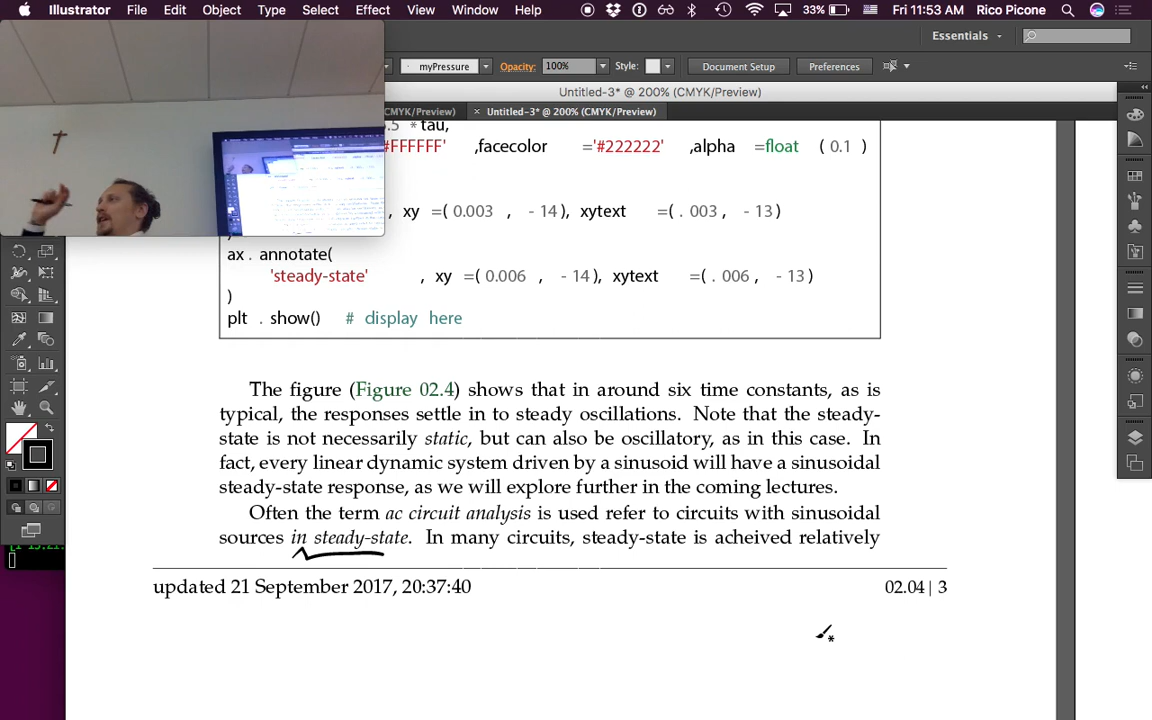 Illustrator File Edit Object Type Select Effect View Window Help 33% Fri 11:53 AM Rico Picone
Essentials
myPressure Opacity: 100% Style: Document Setup Preferences
Untitled-3* @ 200% (CMYK/Preview)
CMYK/Preview) × Untitled-3* @ 200% (CMYK/Preview)
.5 * tau,
#FFFFFF' ,facecolor ='#222222' ,alpha =float ( 0.1 )
, xy =( 0.003 , - 14), xytext =( . 003 , - 13)
)
ax . annotate(
'steady-state' , xy =( 0.006 , - 14), xytext =( . 006 , - 13)
)
plt . show() # display here
The figure (Figure 02.4) shows that in around six time constants, as is
typical, the responses settle in to steady oscillations. Note that the steady-
state is not necessarily static, but can also be oscillatory, as in this case. In
fact, every linear dynamic system driven by a sinusoid will have a sinusoidal
steady-state response, as we will explore further in the coming lectures.
Often the term ac circuit analysis is used refer to circuits with sinusoidal
sources in steady-state. In many circuits, steady-state is acheived relatively
updated 21 September 2017, 20:37:40 02.04 | 3